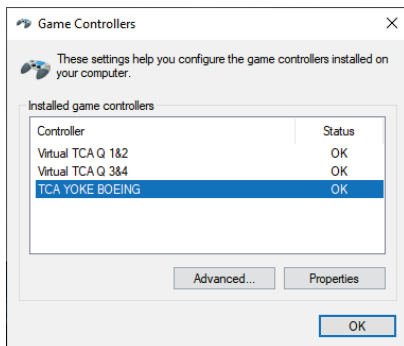 Game Controllers
These settings help you configure the game controllers installed on
your computer.
Installed game controllers
Controller Status
Virtual TCA Q 1&2 OK
Virtual TCA Q 3&4 OK
TCA YOKE BOEING OK
Advanced... Properties
OK